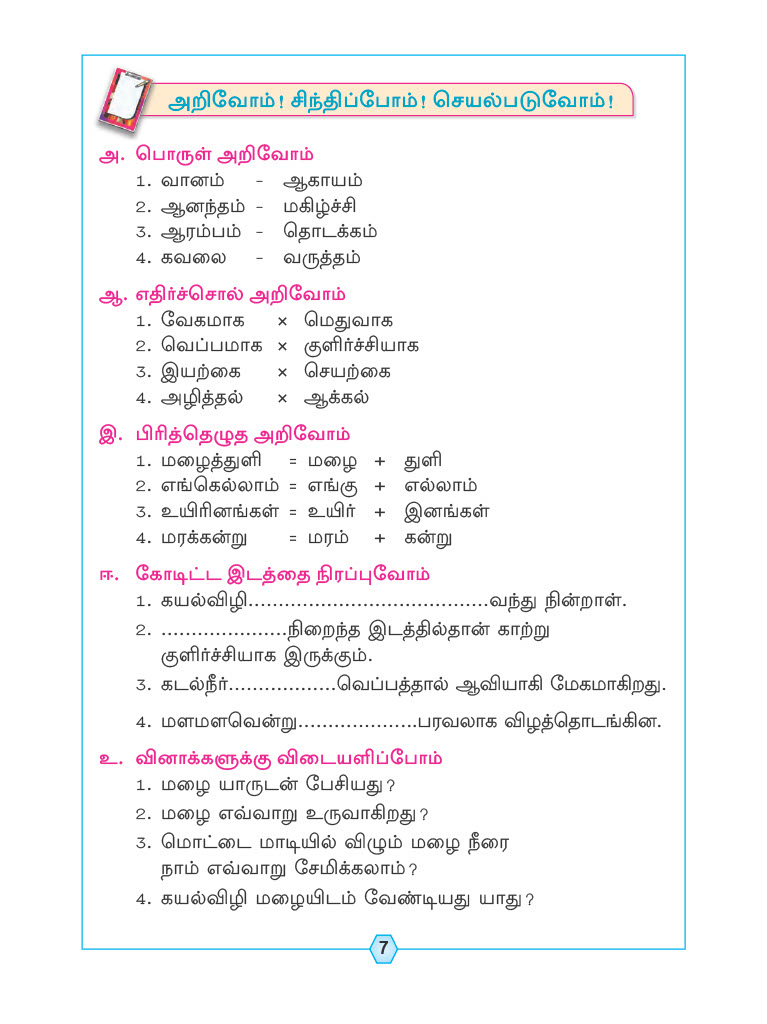 அறிவோம்! சிந்திப்போம்! செயல்படுவோம்!
அ. பொருள் அறிவோம்
1. வானம் - ஆகாயம்
2. ஆனந்தம் - மகிழ்ச்சி
3. ஆரம்பம் - தொடக்கம்
4. கவலை - வருத்தம்
ஆ. எதிர்ச்சொல் அறிவோம்
1. வேகமாக × மெதுவாக
2. வெப்பமாக × குளிர்ச்சியாக
3. இயற்கை × செயற்கை
4. அழித்தல் × ஆக்கல்
இ. பிரித்தெழுத அறிவோம்
1. மழைத்துளி = மழை + துளி
2. எங்கெல்லாம் = எங்கு + எல்லாம்
3. உயிரினங்கள் = உயிர் + இனங்கள்
4. மரக்கன்று = மரம் + கன்று
ஈ. கோடிட்ட இடத்தை நிரப்புவோம்
1. கயல்விழி........................................வந்து நின்றாள்.
2. .....................நிறைந்த இடத்தில்தான் காற்று
குளிர்ச்சியாக இருக்கும்.
3. கடல்நீர்..................வெப்பத்தால் ஆவியாகி மேகமாகிறது.
4. மளமளவென்று....................பரவலாக விழத்தொடங்கின.
உ. வினாக்களுக்கு விடையளிப்போம்
1. மழை யாருடன் பேசியது?
2. மழை எவ்வாறு உருவாகிறது?
3. மொட்டை மாடியில் விழும் மழை நீரை
நாம் எவ்வாறு சேமிக்கலாம்?
4. கயல்விழி மழையிடம் வேண்டியது யாது?
7